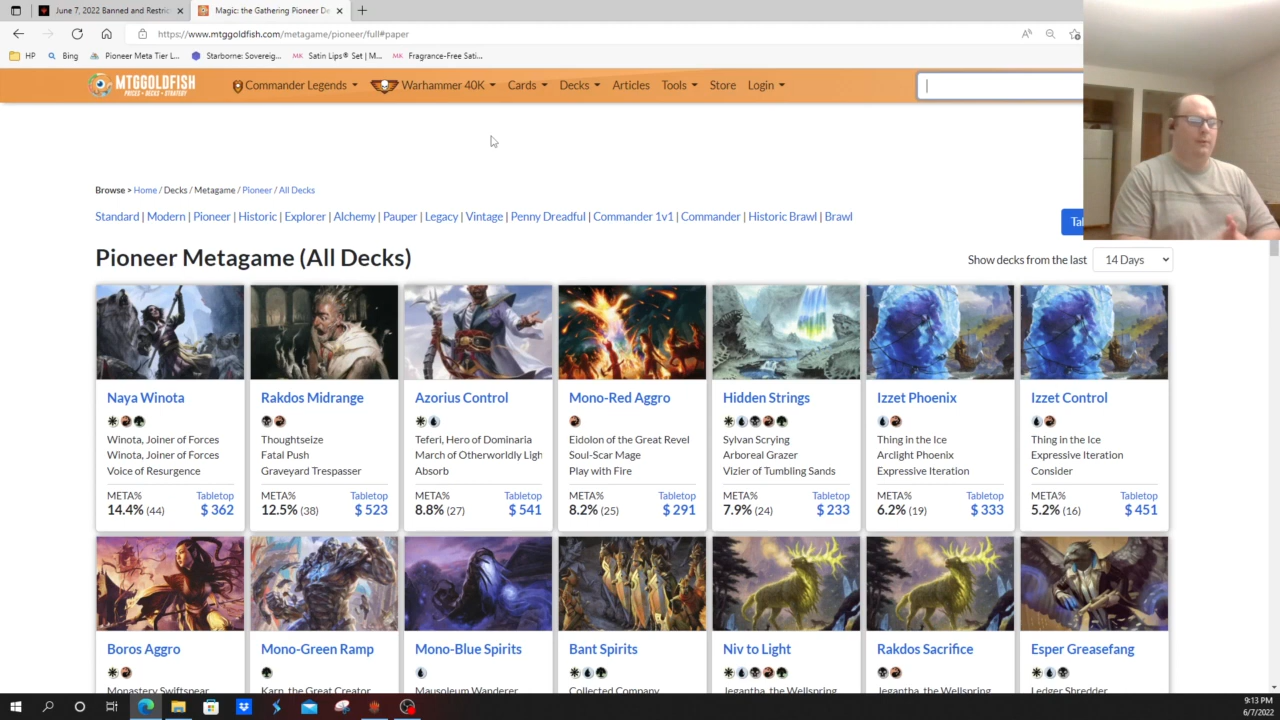 June 7, 2022 Banned and Restric
Magic: the Gathering Pioneer De
https://www.mtggoldfish.com/metagame/pioneer/full#paper
HP
Bing
Pioneer Meta Tier L...
Starborne: Sovereig...
Satin Lips® Set | M...
Fragrance-Free Sati...
MTGGOLDFISH
PRICES • DECKS • STRATEGY
Commander Legends
Warhammer 40K
Cards
Decks
Articles
Tools
Store
Login
Browse > Home / Decks / Metagame / Pioneer / All Decks
Standard | Modern | Pioneer | Historic | Explorer | Alchemy | Pauper | Legacy | Vintage | Penny Dreadful | Commander 1v1 | Commander | Historic Brawl | Brawl
Tal
Pioneer Metagame (All Decks)
Show decks from the last 14 Days
Naya Winota
Winota, Joiner of Forces
Winota, Joiner of Forces
Voice of Resurgence
META% Tabletop
14.4% (44) $ 362
Rakdos Midrange
Thoughtseize
Fatal Push
Graveyard Trespasser
META% Tabletop
12.5% (38) $ 523
Azorius Control
Teferi, Hero of Dominaria
March of Otherworldly Ligh
Absorb
META% Tabletop
8.8% (27) $ 541
Mono-Red Aggro
Eidolon of the Great Revel
Soul-Scar Mage
Play with Fire
META% Tabletop
8.2% (25) $ 291
Hidden Strings
Sylvan Scrying
Arboreal Grazer
Vizier of Tumbling Sands
META% Tabletop
7.9% (24) $ 233
Izzet Phoenix
Thing in the Ice
Arclight Phoenix
Expressive Iteration
META% Tabletop
6.2% (19) $ 333
Izzet Control
Thing in the Ice
Expressive Iteration
Consider
META% Tabletop
5.2% (16) $ 451
Boros Aggro
Monastery Swiftspear
Mono-Green Ramp
Karn, the Great Creator
Mono-Blue Spirits
Mausoleum Wanderer
Bant Spirits
Collected Company
Niv to Light
Jegantha, the Wellspring
Rakdos Sacrifice
Jegantha, the Wellspring
Esper Greasefang
Ledger Shredder
9:13 PM
6/7/2022